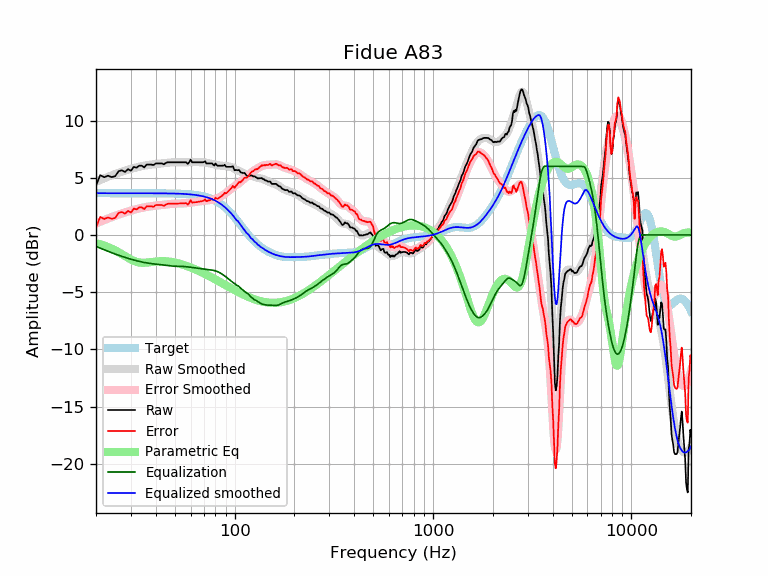 Fidue A83
Amplitude (dBr)
10
5
0
−5
−10
−15
−20
Target
Raw Smoothed
Error Smoothed
Raw
Error
Parametric Eq
Equalization
Equalized smoothed
100
1000
10000
Frequency (Hz)